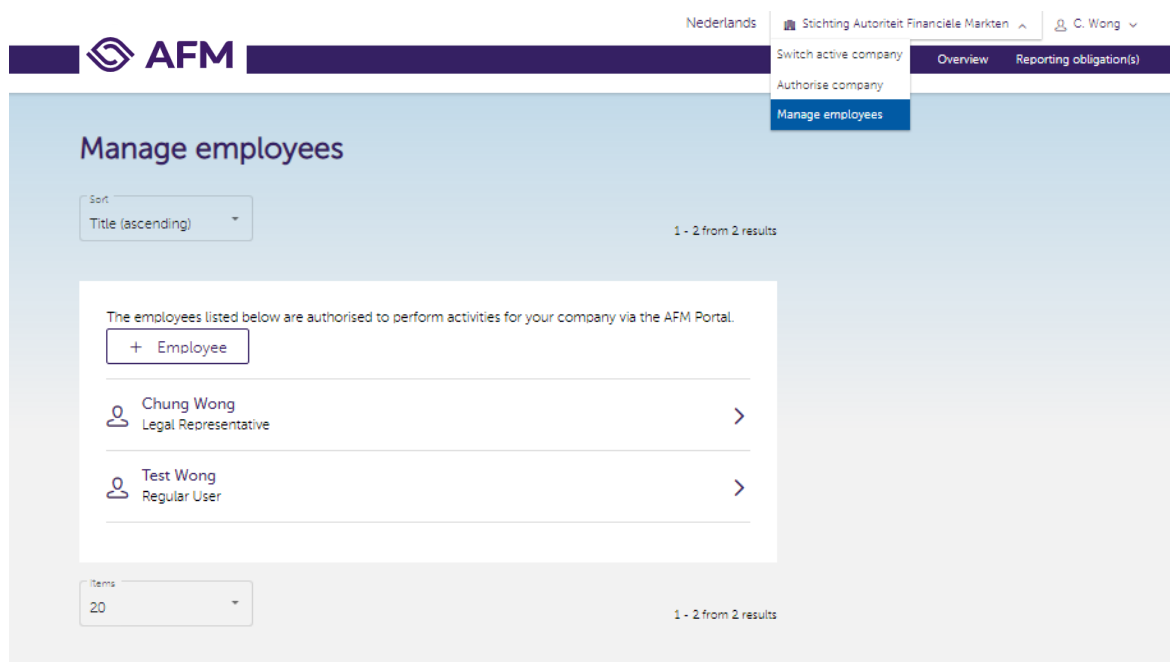 Nederlands
Stichting Autoriteit Financiële Markten
C. Wong
AFM
Switch active company
Authorise company
Manage employees
Overview
Reporting obligation(s)
Manage employees
Sort
Title (ascending)
1 - 2 from 2 results
The employees listed below are authorised to perform activities for your company via the AFM Portal.
+ Employee
Chung Wong
Legal Representative
Test Wong
Regular User
Items
20
1 - 2 from 2 results